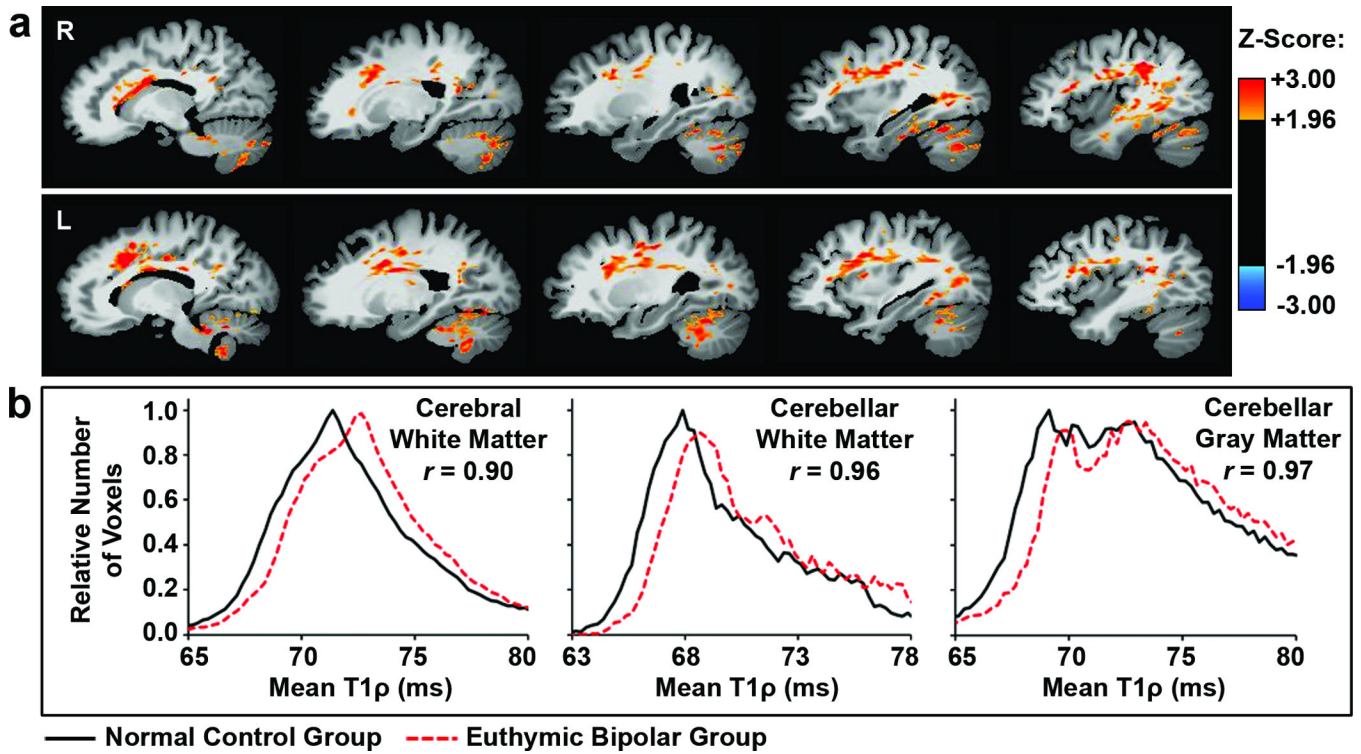 a
R
Z-Score:
+3.00
+1.96
-1.96
-3.00
L
b
Relative Number
of Voxels
1.0
0.8
0.6
0.4
0.2
0.0
Cerebral
White Matter
r = 0.90
65 70 75 80
Mean T1ρ (ms)
Cerebellar
White Matter
r = 0.96
63 68 73 78
Mean T1ρ (ms)
Cerebellar
Gray Matter
r = 0.97
65 70 75 80
Mean T1ρ (ms)
Normal Control Group
Euthymic Bipolar Group